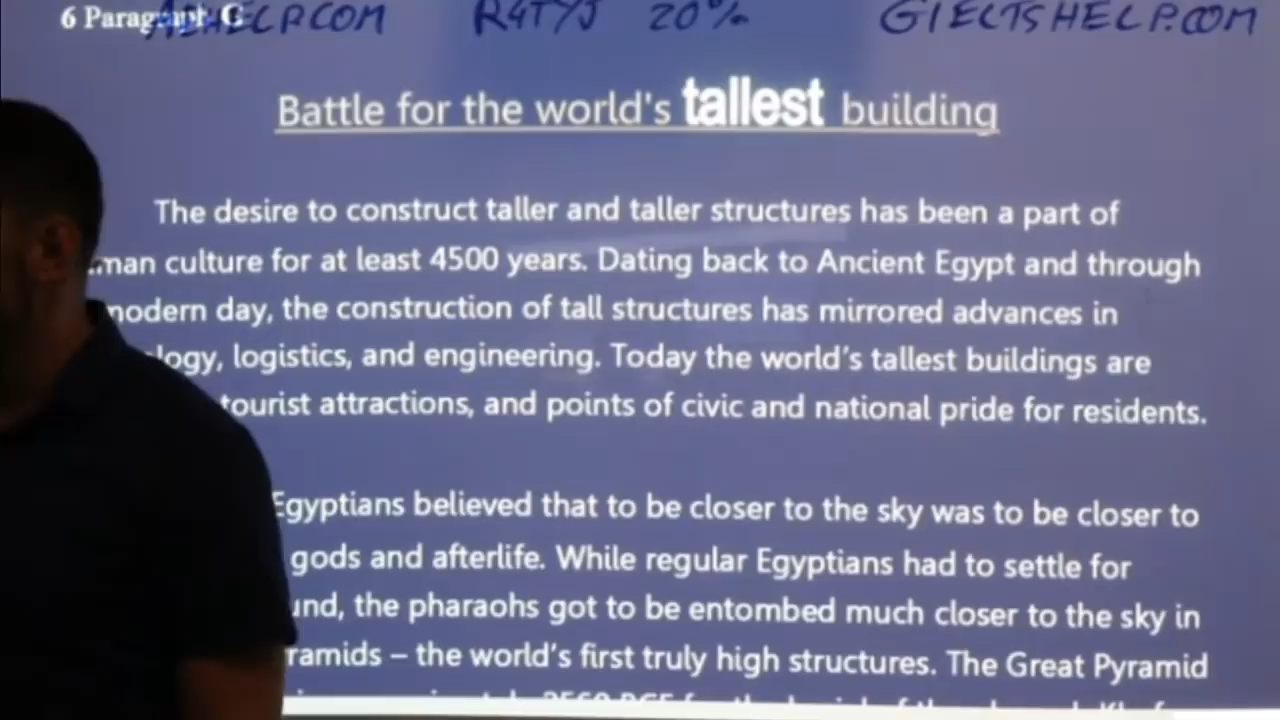 6 Paragraph G
AEHELP.COM R4TYJ 20% GIELTSHELP.COM
Battle for the world's tallest building
The desire to construct taller and taller structures has been a part of
man culture for at least 4500 years. Dating back to Ancient Egypt and through
modern day, the construction of tall structures has mirrored advances in
logy, logistics, and engineering. Today the world's tallest buildings are
tourist attractions, and points of civic and national pride for residents.
Egyptians believed that to be closer to the sky was to be closer to
gods and afterlife. While regular Egyptians had to settle for
und, the pharaohs got to be entombed much closer to the sky in
ramids – the world's first truly high structures. The Great Pyramid